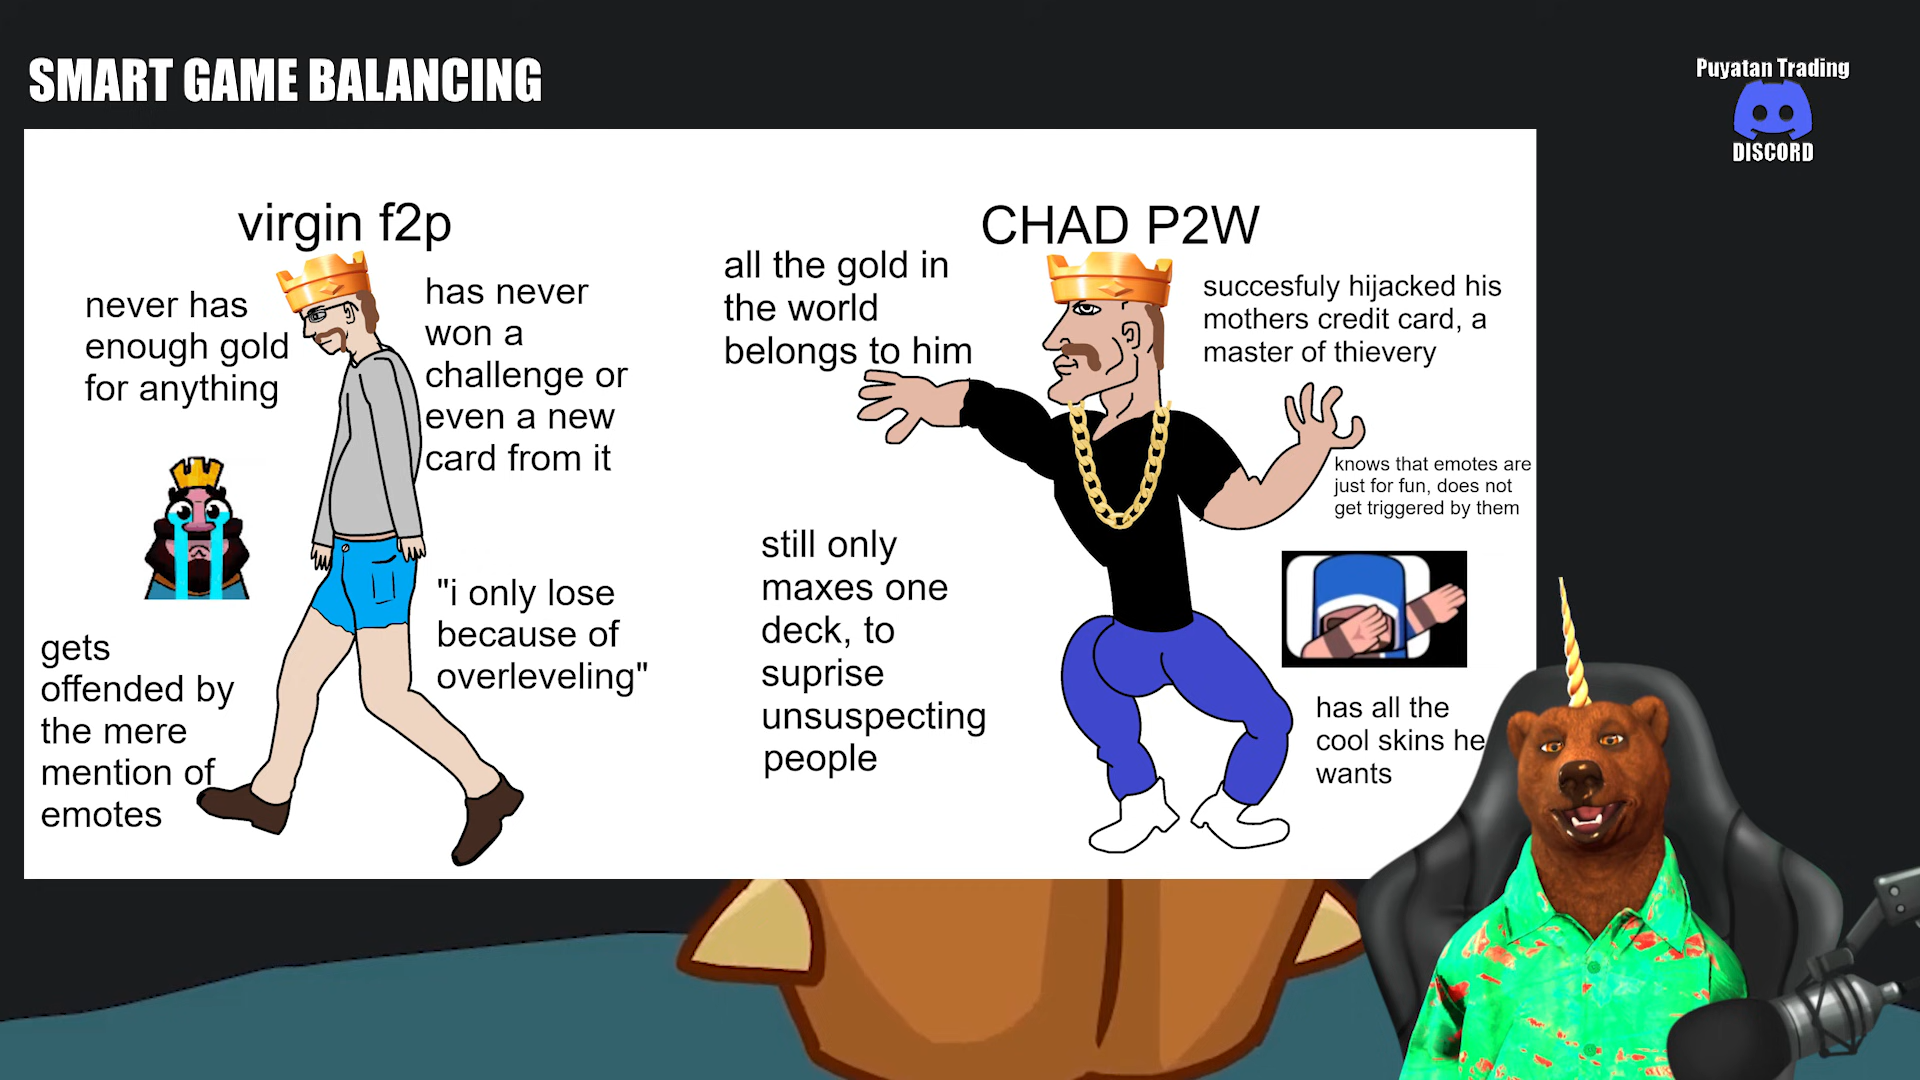 SMART GAME BALANCING
Puyatan Trading
DISCORD
virgin f2p
never has
enough gold
for anything
has never
won a
challenge or
even a new
card from it
gets
offended by
the mere
mention of
emotes
"i only lose
because of
overleveling"
CHAD P2W
all the gold in
the world
belongs to him
succesfuly hijacked his
mothers credit card, a
master of thievery
knows that emotes are
just for fun, does not
get triggered by them
still only
maxes one
deck, to
suprise
unsuspecting
people
has all the
cool skins he
wants